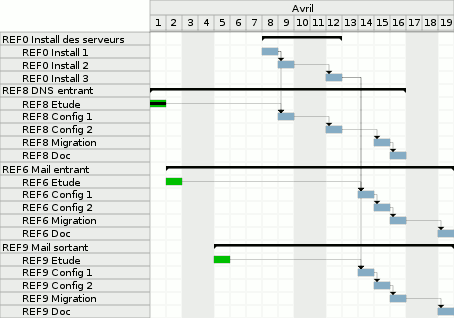 Avril
1 2 3 4 5 6 7 8 9 10 11 12 13 14 15 16 17 18 19
REF0 Install des serveurs
REF0 Install 1
REF0 Install 2
REF0 Install 3
REF8 DNS entrant
REF8 Etude
REF8 Config 1
REF8 Config 2
REF8 Migration
REF8 Doc
REF6 Mail entrant
REF6 Etude
REF6 Config 1
REF6 Config 2
REF6 Migration
REF6 Doc
REF9 Mail sortant
REF9 Etude
REF9 Config 1
REF9 Config 2
REF9 Migration
REF9 Doc